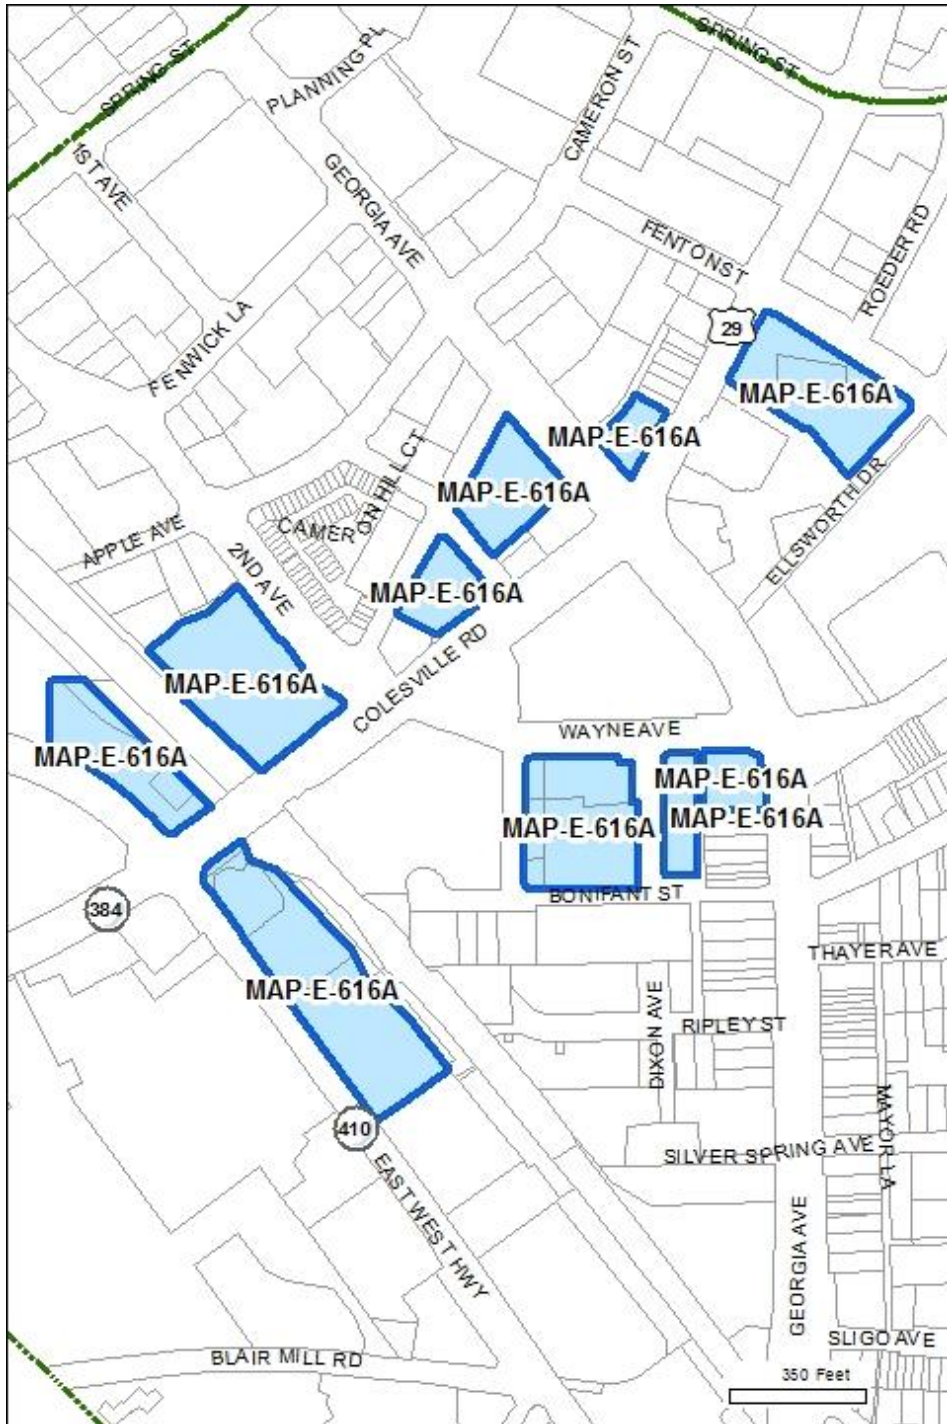 SPRING ST
PLANNING PL
SPRING ST
CAMERON ST
1ST AVE
GEORGIA AVE
FENTON ST
ROEDER RD
FENWICK LA
29
MAP-E-616A
MAP-E-616A
CAMERON HILL CT
MAP-E-616A
ELLSWORTH DR
APPLE AVE
2ND AVE
MAP-E-616A
COLESVILLE RD
MAP-E-616A
WAYNE AVE
MAP-E-616A
MAP-E-616A
MAP-E-616A
MAP-E-616A
BONIFANT ST
384
THAYER AVE
MAP-E-616A
RIPLEY ST
DIXON AVE
410
MAYOR LA
SILVER SPRING AVE
EAST WEST HWY
GEORGIA AVE
SLIGO AVE
BLAIR MILL RD
350 Feet